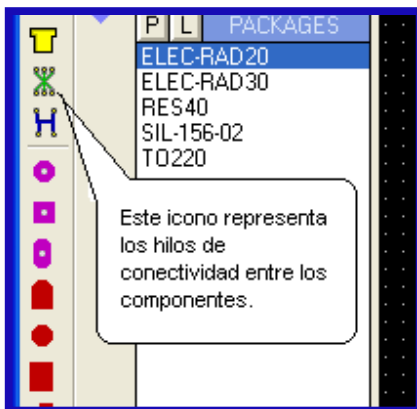 P L PACKAGES
ELEC-RAD20
ELEC-RAD30
RES40
SIL-156-02
TO220
Este icono representa
los hilos de
conectividad entre los
componentes.